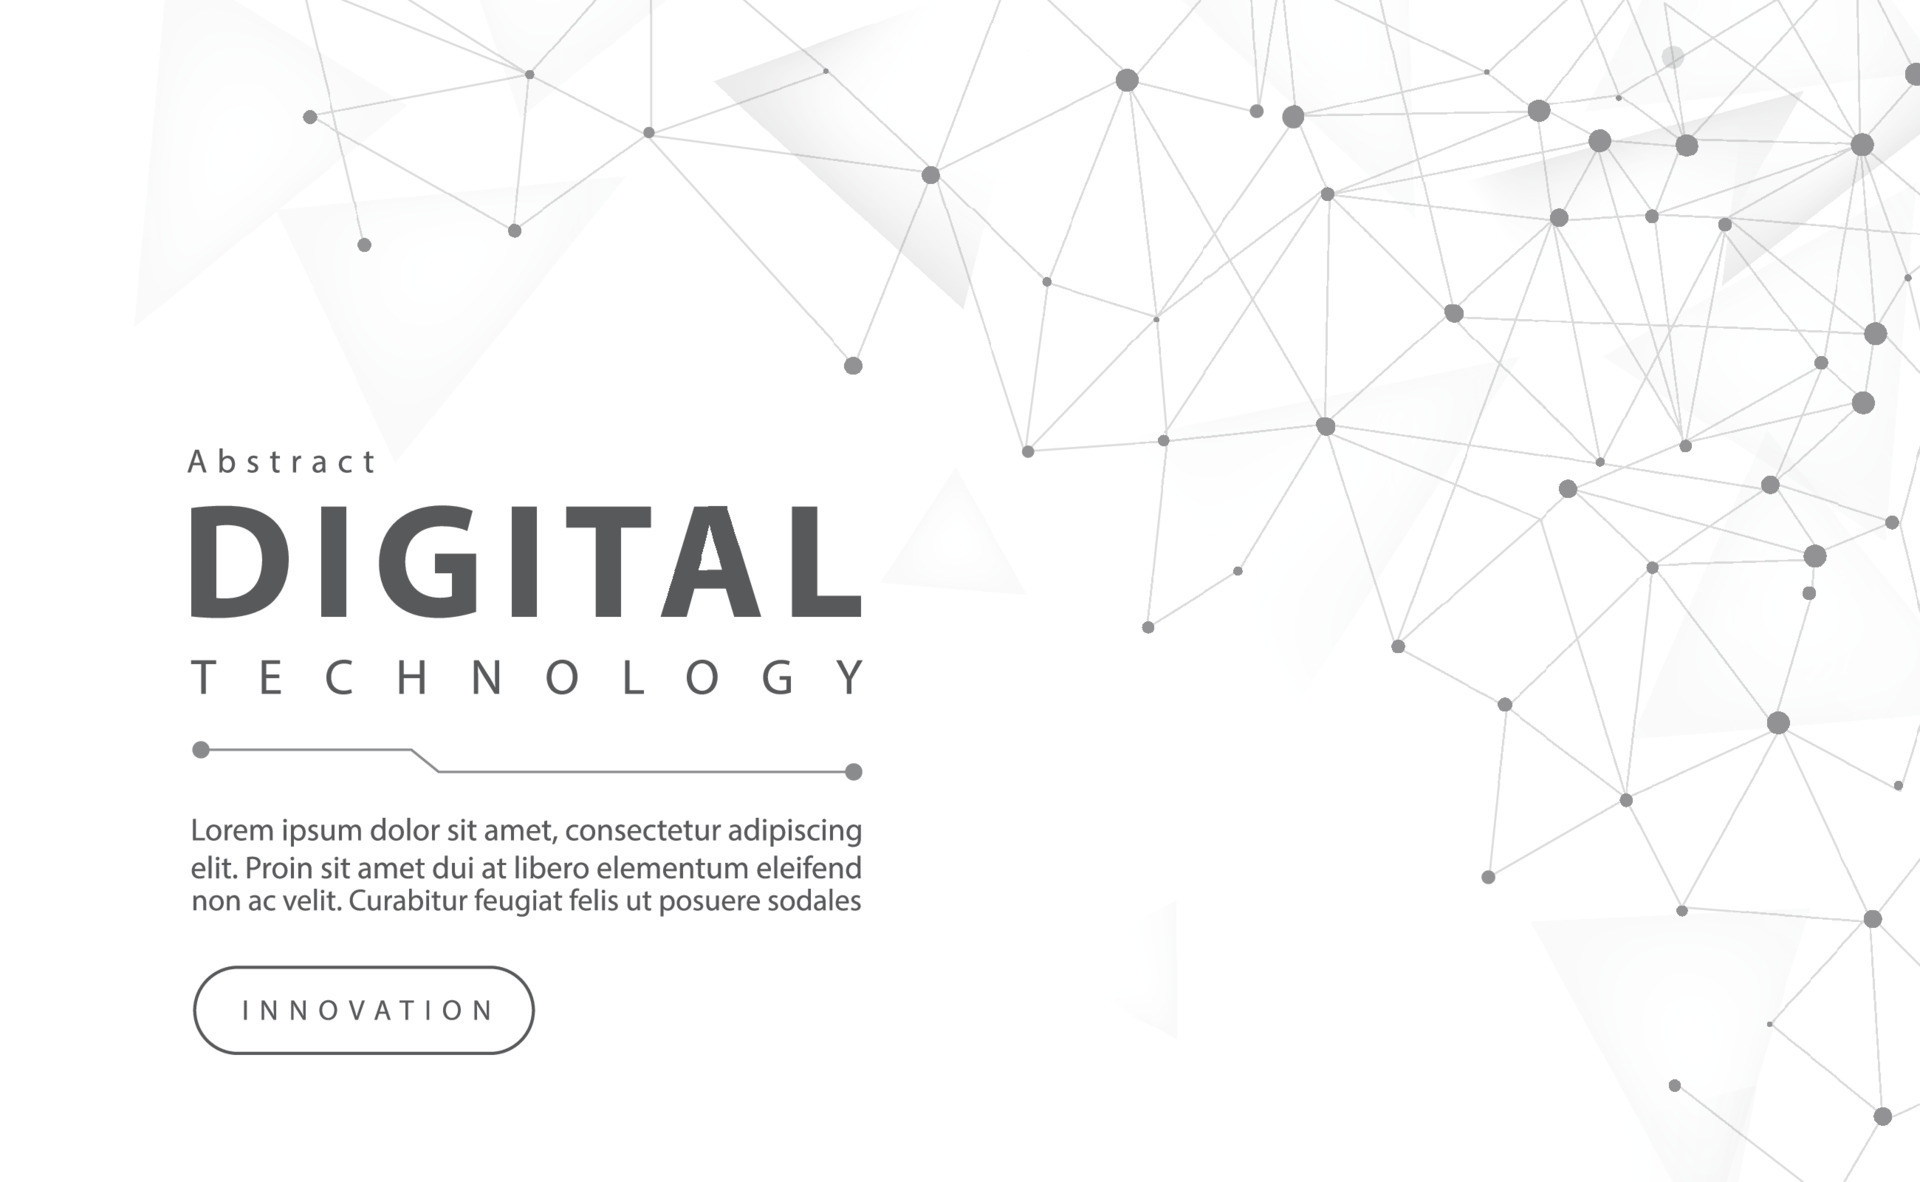 Abstract
DIGITAL
TECHNOLOGY
Lorem ipsum dolor sit amet, consectetur adipiscing
elit. Proin sit amet dui at libero elementum eleifend
non ac velit. Curabitur feugiat felis ut posuere sodales
INNOVATION